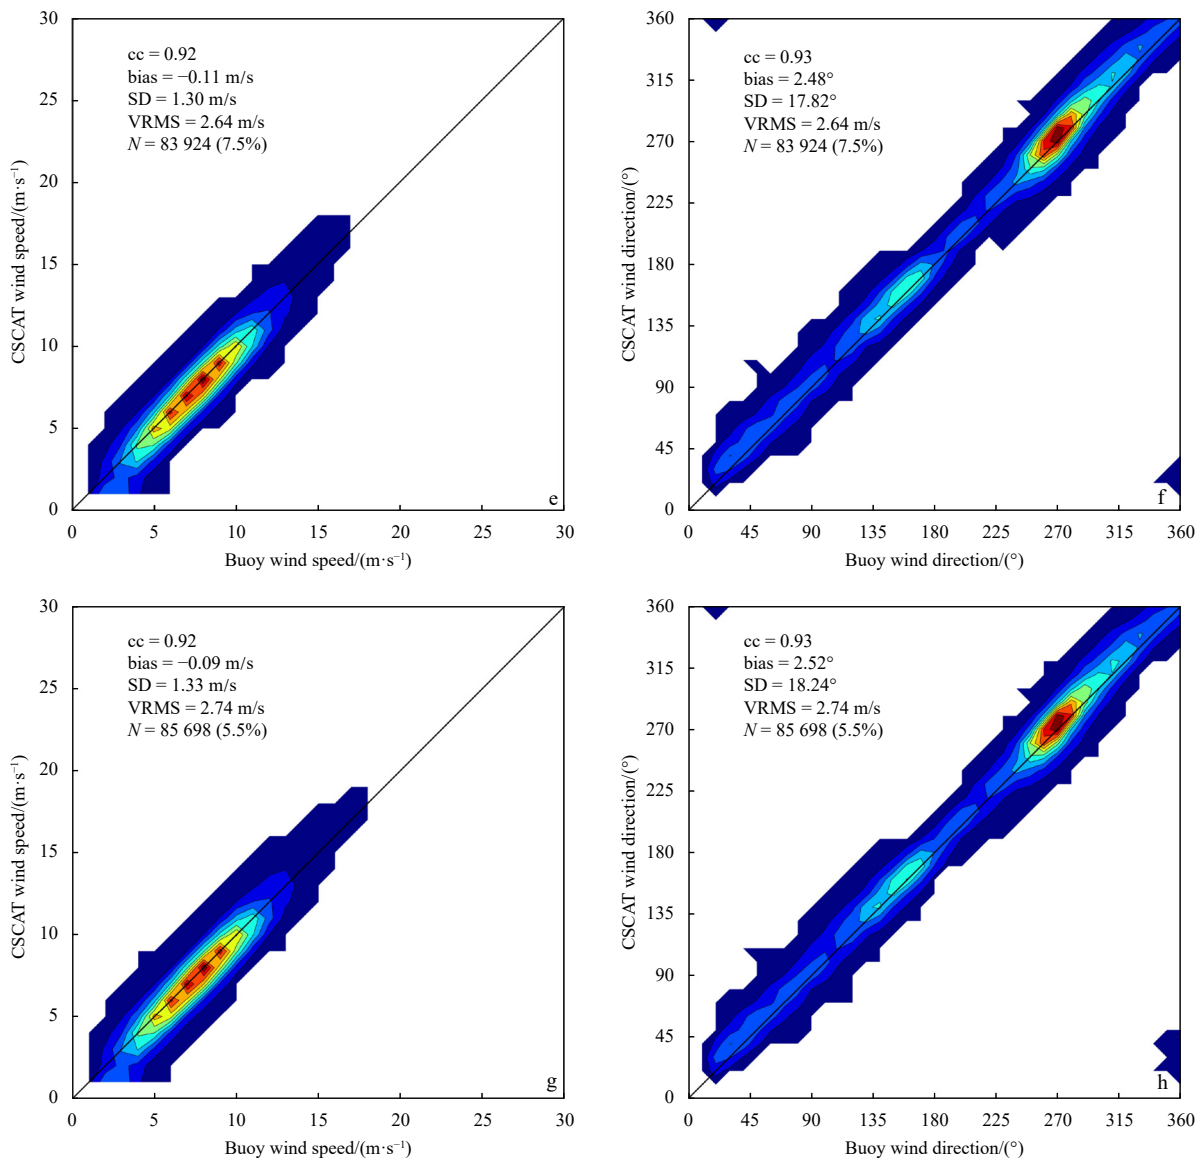 30
25
20
15
10
5
0
CSCAT wind speed/(m·s⁻¹)
cc = 0.92
bias = −0.11 m/s
SD = 1.30 m/s
VRMS = 2.64 m/s
N = 83 924 (7.5%)
e
0 5 10 15 20 25 30
Buoy wind speed/(m·s⁻¹)
360
315
270
225
180
135
90
45
0
CSCAT wind direction/(°)
cc = 0.93
bias = 2.48°
SD = 17.82°
VRMS = 2.64 m/s
N = 83 924 (7.5%)
f
0 45 90 135 180 225 270 315 360
Buoy wind direction/(°)
30
25
20
15
10
5
0
CSCAT wind speed/(m·s⁻¹)
cc = 0.92
bias = −0.09 m/s
SD = 1.33 m/s
VRMS = 2.74 m/s
N = 85 698 (5.5%)
g
0 5 10 15 20 25 30
Buoy wind speed/(m·s⁻¹)
360
315
270
225
180
135
90
45
0
CSCAT wind direction/(°)
cc = 0.93
bias = 2.52°
SD = 18.24°
VRMS = 2.74 m/s
N = 85 698 (5.5%)
h
0 45 90 135 180 225 270 315 360
Buoy wind direction/(°)